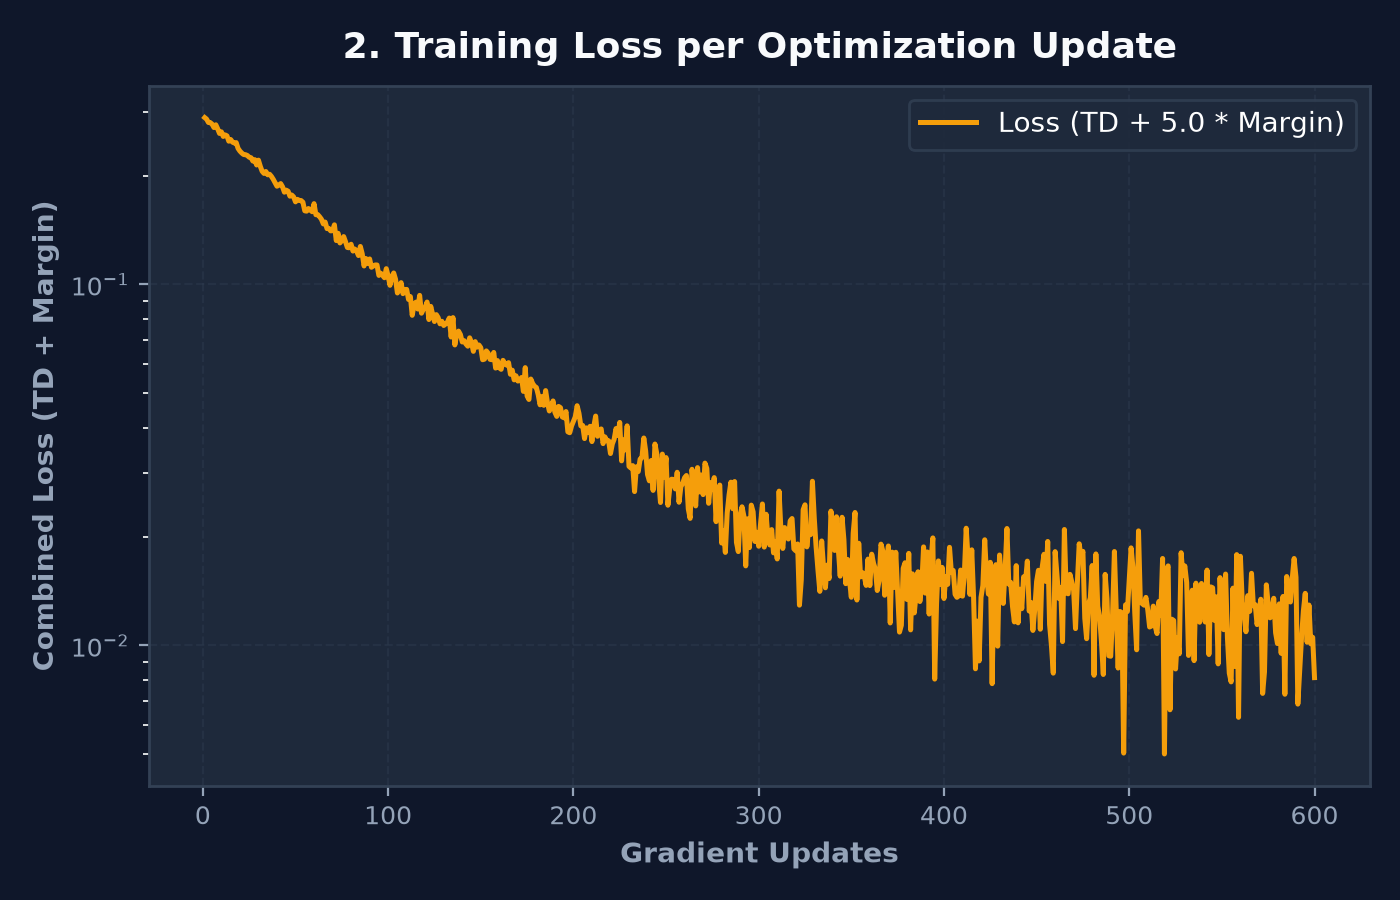 2. Training Loss per Optimization Update
Loss (TD + 5.0 * Margin)
Combined Loss (TD + Margin)
10⁻¹
10⁻²
0 100 200 300 400 500 600
Gradient Updates